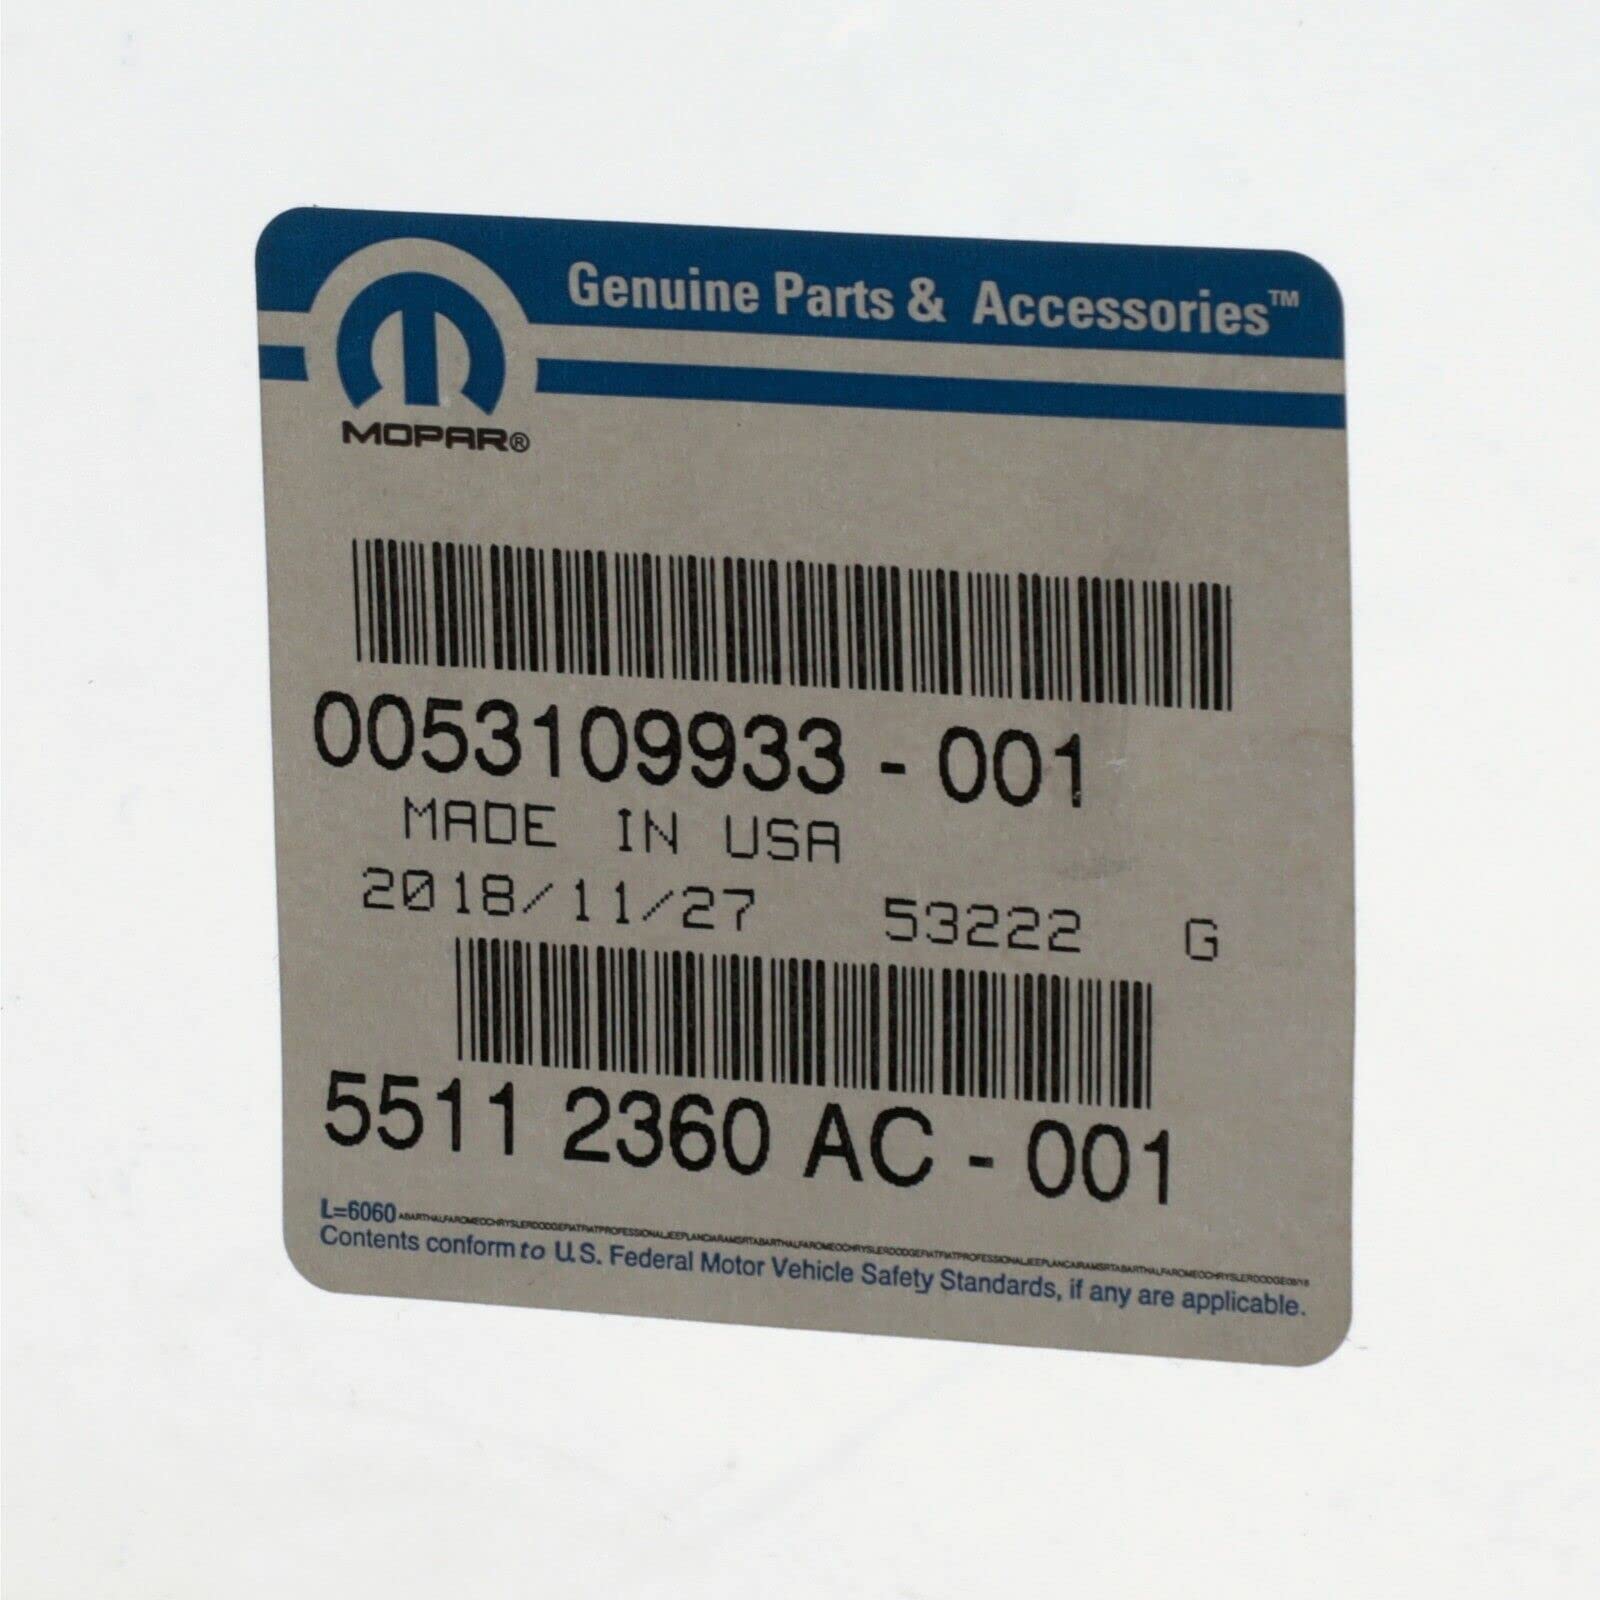 Genuine Parts & Accessories™
MOPAR®
0053109933 - 001
MADE IN USA
2018/11/27 53222 G
5511 2360 AC - 001
L=6060
Contents conform to U.S. Federal Motor Vehicle Safety Standards, if any are applicable.